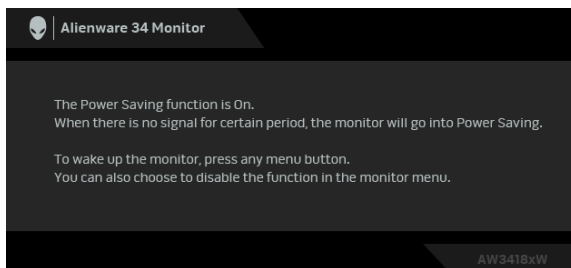 Alienware 34 Monitor
The Power Saving function is On.
When there is no signal for certain period, the monitor will go into Power Saving.
To wake up the monitor, press any menu button.
You can also choose to disable the function in the monitor menu.
AW3418xW